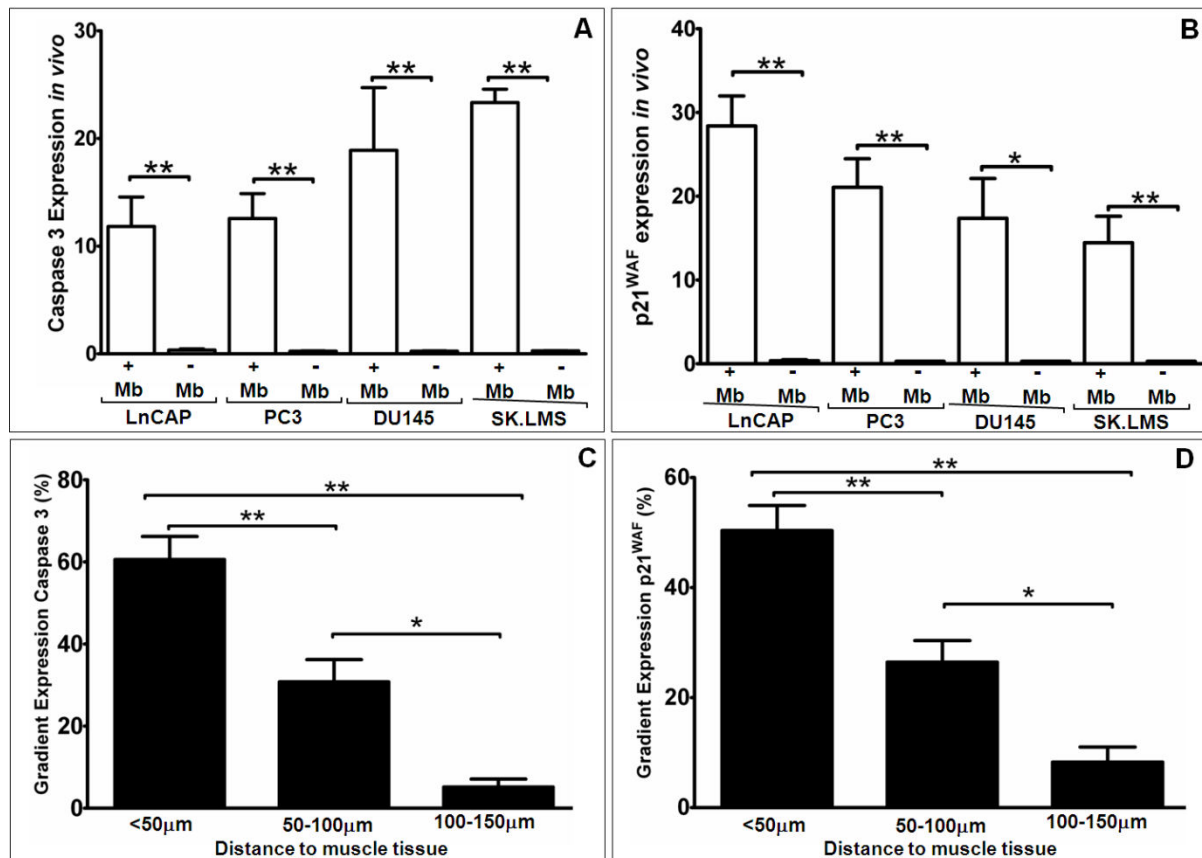 A
Caspase 3 Expression in vivo
30
20
10
0
**
**
**
**
+ - + - + - + -
Mb Mb Mb Mb Mb Mb Mb Mb
LnCAP PC3 DU145 SK.LMS
B
p21WAF expression in vivo
40
30
20
10
0
**
**
*
**
+ - + - + - + -
Mb Mb Mb Mb Mb Mb Mb Mb
LnCAP PC3 DU145 SK.LMS
C
Gradient Expression Caspase 3 (%)
80
60
40
20
0
**
**
*
<50µm 50-100µm 100-150µm
Distance to muscle tissue
D
Gradient Expression p21WAF (%)
60
40
20
0
**
**
*
<50µm 50-100µm 100-150µm
Distance to muscle tissue